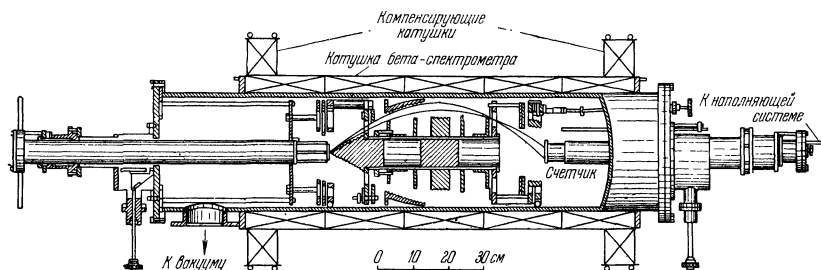 Компенсирующие
катушки
Катушка бета-спектрометра
К наполняющей
системе
Счетчик
К вакууму
0 10 20 30 см